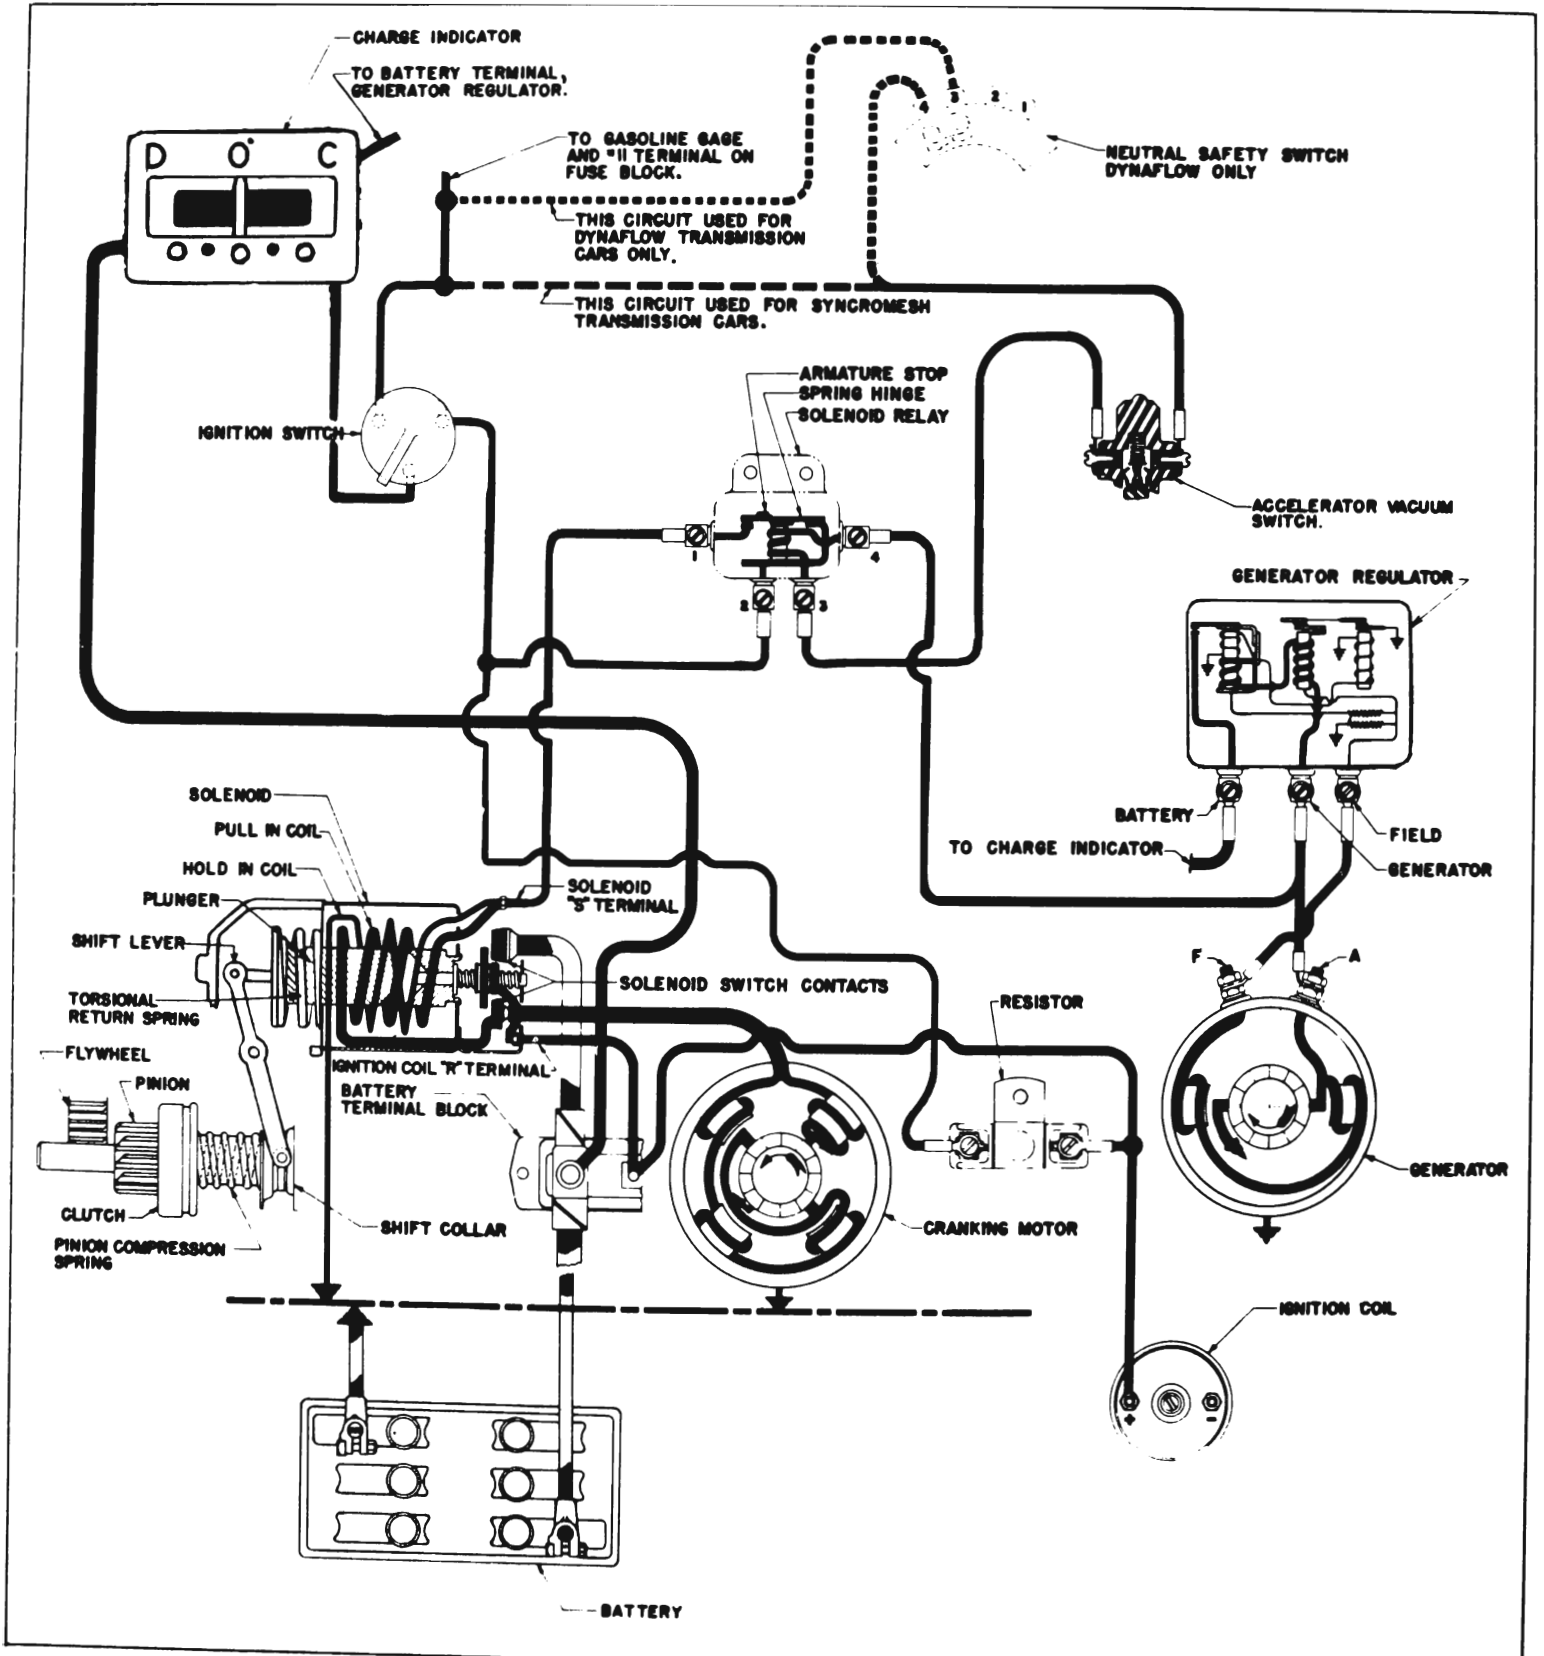 CHARGE INDICATOR
TO BATTERY TERMINAL,
GENERATOR REGULATOR.
D O C
4 3 2 1
TO GASOLINE GAGE
AND "11 TERMINAL ON
FUSE BLOCK.
NEUTRAL SAFETY SWITCH
DYNAFLOW ONLY
THIS CIRCUIT USED FOR
DYNAFLOW TRANSMISSION
CARS ONLY.
THIS CIRCUIT USED FOR SYNCROMESH
TRANSMISSION CARS.
ARMATURE STOP
SPRING HINGE
SOLENOID RELAY
IGNITION SWITCH
ACCELERATOR VACUUM
SWITCH.
1
4
2
3
GENERATOR REGULATOR
SOLENOID
PULL IN COIL
HOLD IN COIL
PLUNGER
SHIFT LEVER
TORSIONAL
RETURN SPRING
BATTERY
FIELD
TO CHARGE INDICATOR
GENERATOR
SOLENOID
"S" TERMINAL
F
A
SOLENOID SWITCH CONTACTS
RESISTOR
FLYWHEEL
PINION
IGNITION COIL "R" TERMINAL
BATTERY
TERMINAL BLOCK
GENERATOR
CLUTCH
SHIFT COLLAR
CRANKING MOTOR
PINION COMPRESSION
SPRING
IGNITION COIL
+
-
BATTERY